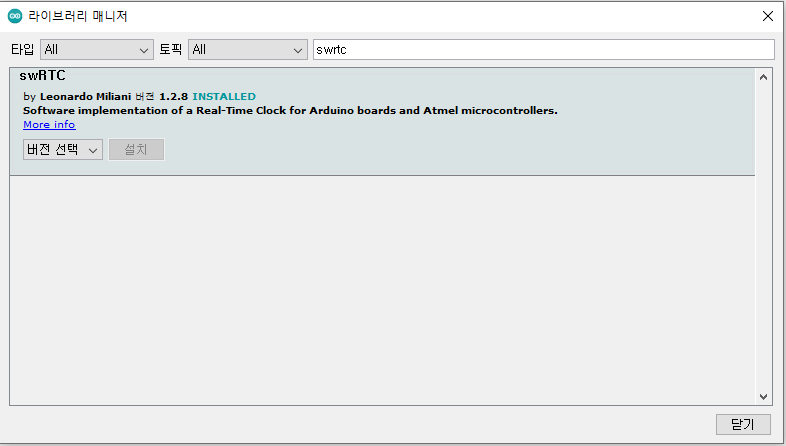 라이브러리 매니저
타입 All 토픽 All swrtc
swRTC
by Leonardo Miliani 버전 1.2.8 INSTALLED
Software implementation of a Real-Time Clock for Arduino boards and Atmel microcontrollers.
More info
버전 선택 설치
닫기